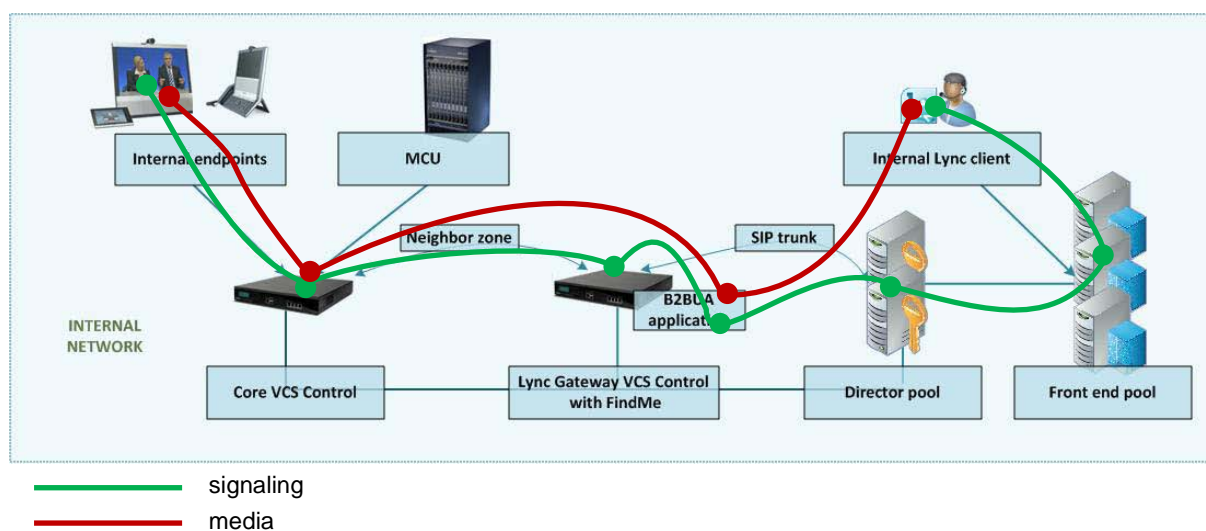 Internal endpoints
MCU
Internal Lync client
Neighbor zone
SIP trunk
B2BUA
applicati
INTERNAL
NETWORK
Core VCS Control
Lync Gateway VCS Control
with FindMe
Director pool
Front end pool
signaling
media